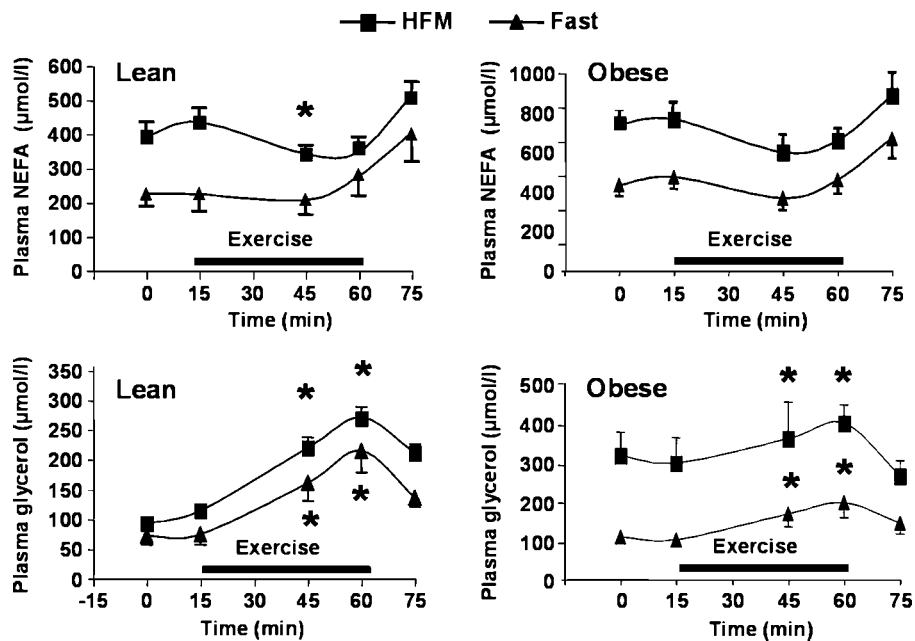 HFM Fast
Lean
Plasma NEFA (µmol/l)
600
500
400
300
200
100
0
*
Exercise
0 15 30 45 60 75
Time (min)
Obese
Plasma NEFA (µmol/l)
1000
800
600
400
200
0
Exercise
0 15 30 45 60 75
Time (min)
Lean
Plasma glycerol (µmol/l)
350
300
250
200
150
100
50
0
* *
* *
Exercise
-15 0 15 30 45 60 75
Time (min)
Obese
Plasma glycerol (µmol/l)
500
400
300
200
100
0
* *
* *
Exercise
0 15 30 45 60 75
Time (min)